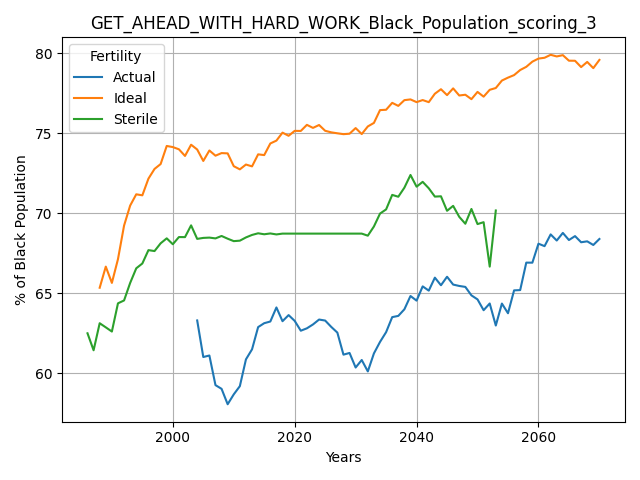 GET_AHEAD_WITH_HARD_WORK_Black_Population_scoring_3
Fertility
Actual
Ideal
Sterile
% of Black Population
80
75
70
65
60
2000
2020
2040
2060
Years